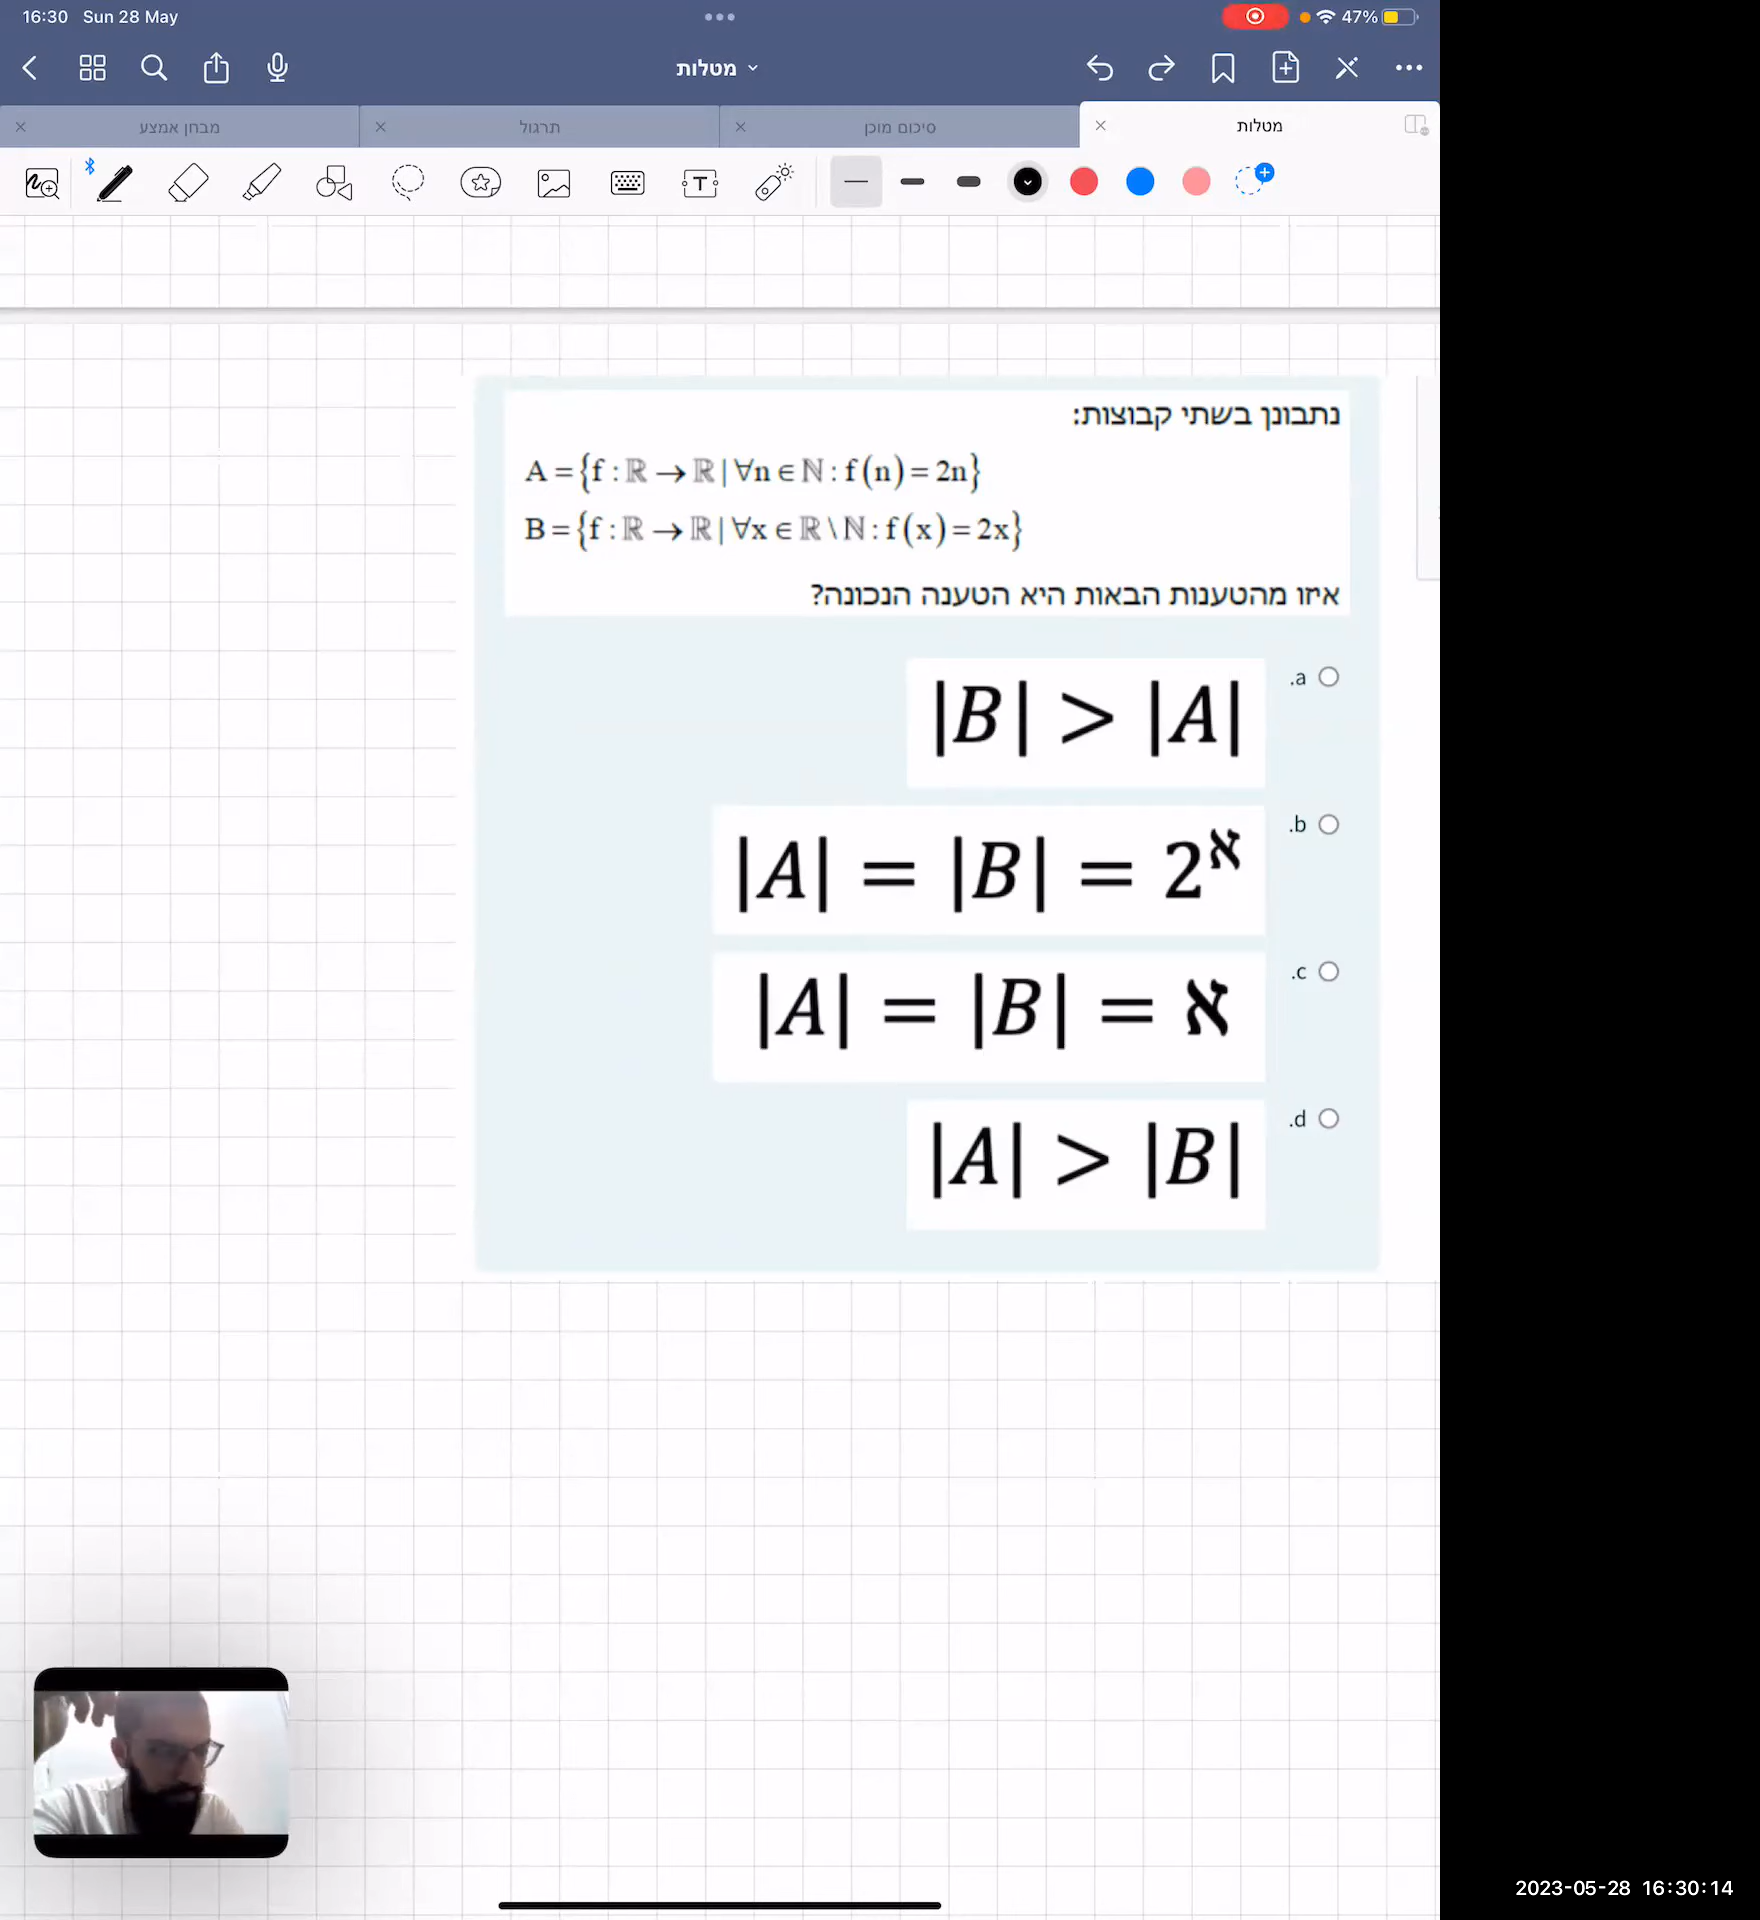 16:30 Sun 28 May
47%
מטלות
מבחן אמצע
תרגול
סיכום מוכן
מטלות
T
נתבונן בשתי קבוצות:
A = {f : ℝ → ℝ | ∀n ∈ ℕ : f(n) = 2n}
B = {f : ℝ → ℝ | ∀x ∈ ℝ \ ℕ : f(x) = 2x}
איזו מהטענות הבאות היא הטענה הנכונה?
a.
|B| > |A|
b.
|A| = |B| = 2^א
c.
|A| = |B| = א
d.
|A| > |B|
2023-05-28 16:30:14